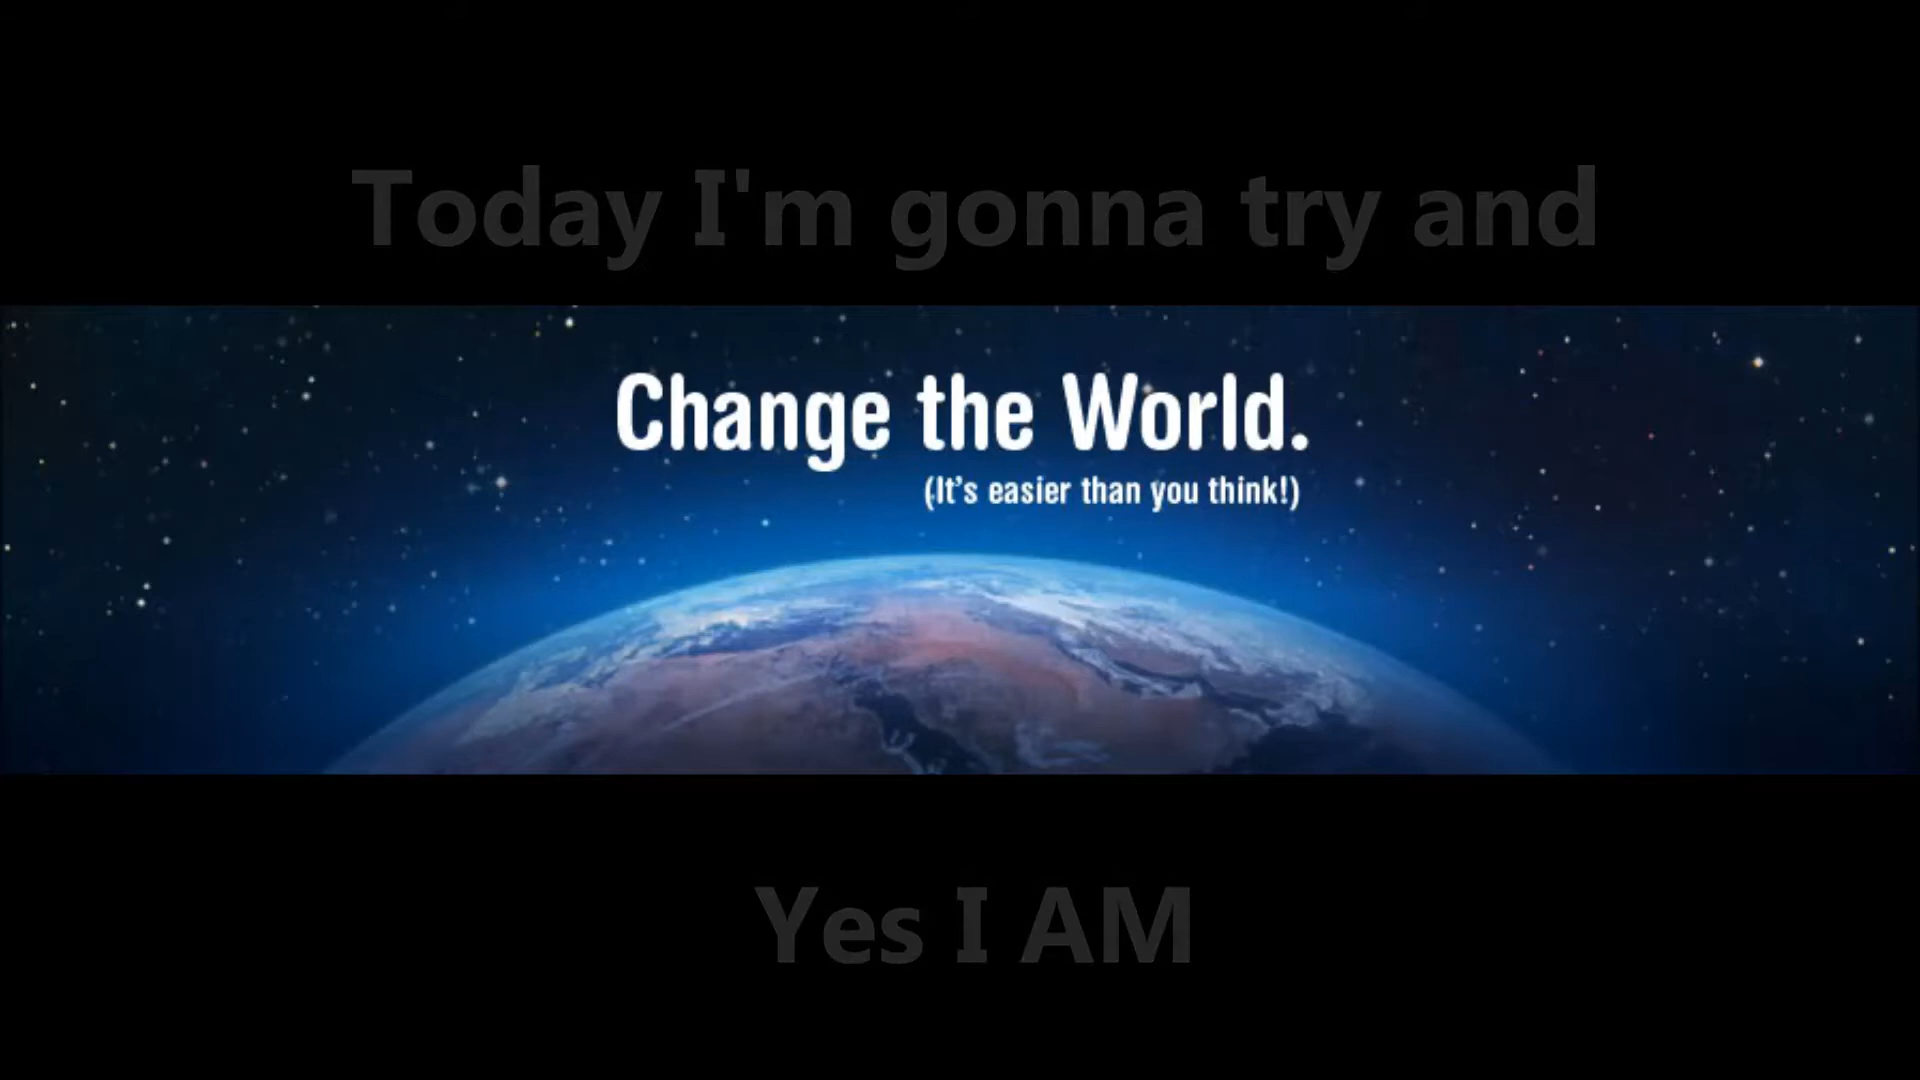 Today I'm gonna try and
Change the World.
(It’s easier than you think!)
Yes I AM